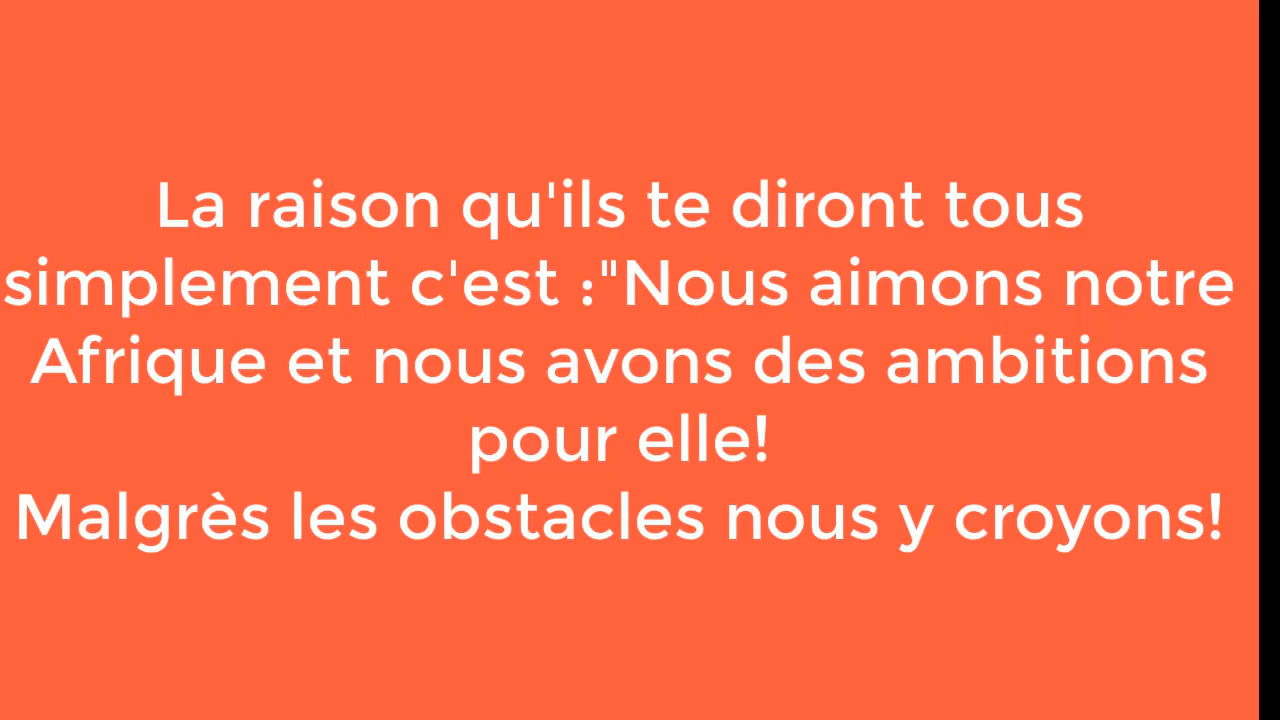 La raison qu'ils te diront tous
simplement c'est :"Nous aimons notre
Afrique et nous avons des ambitions
pour elle!
Malgrès les obstacles nous y croyons!